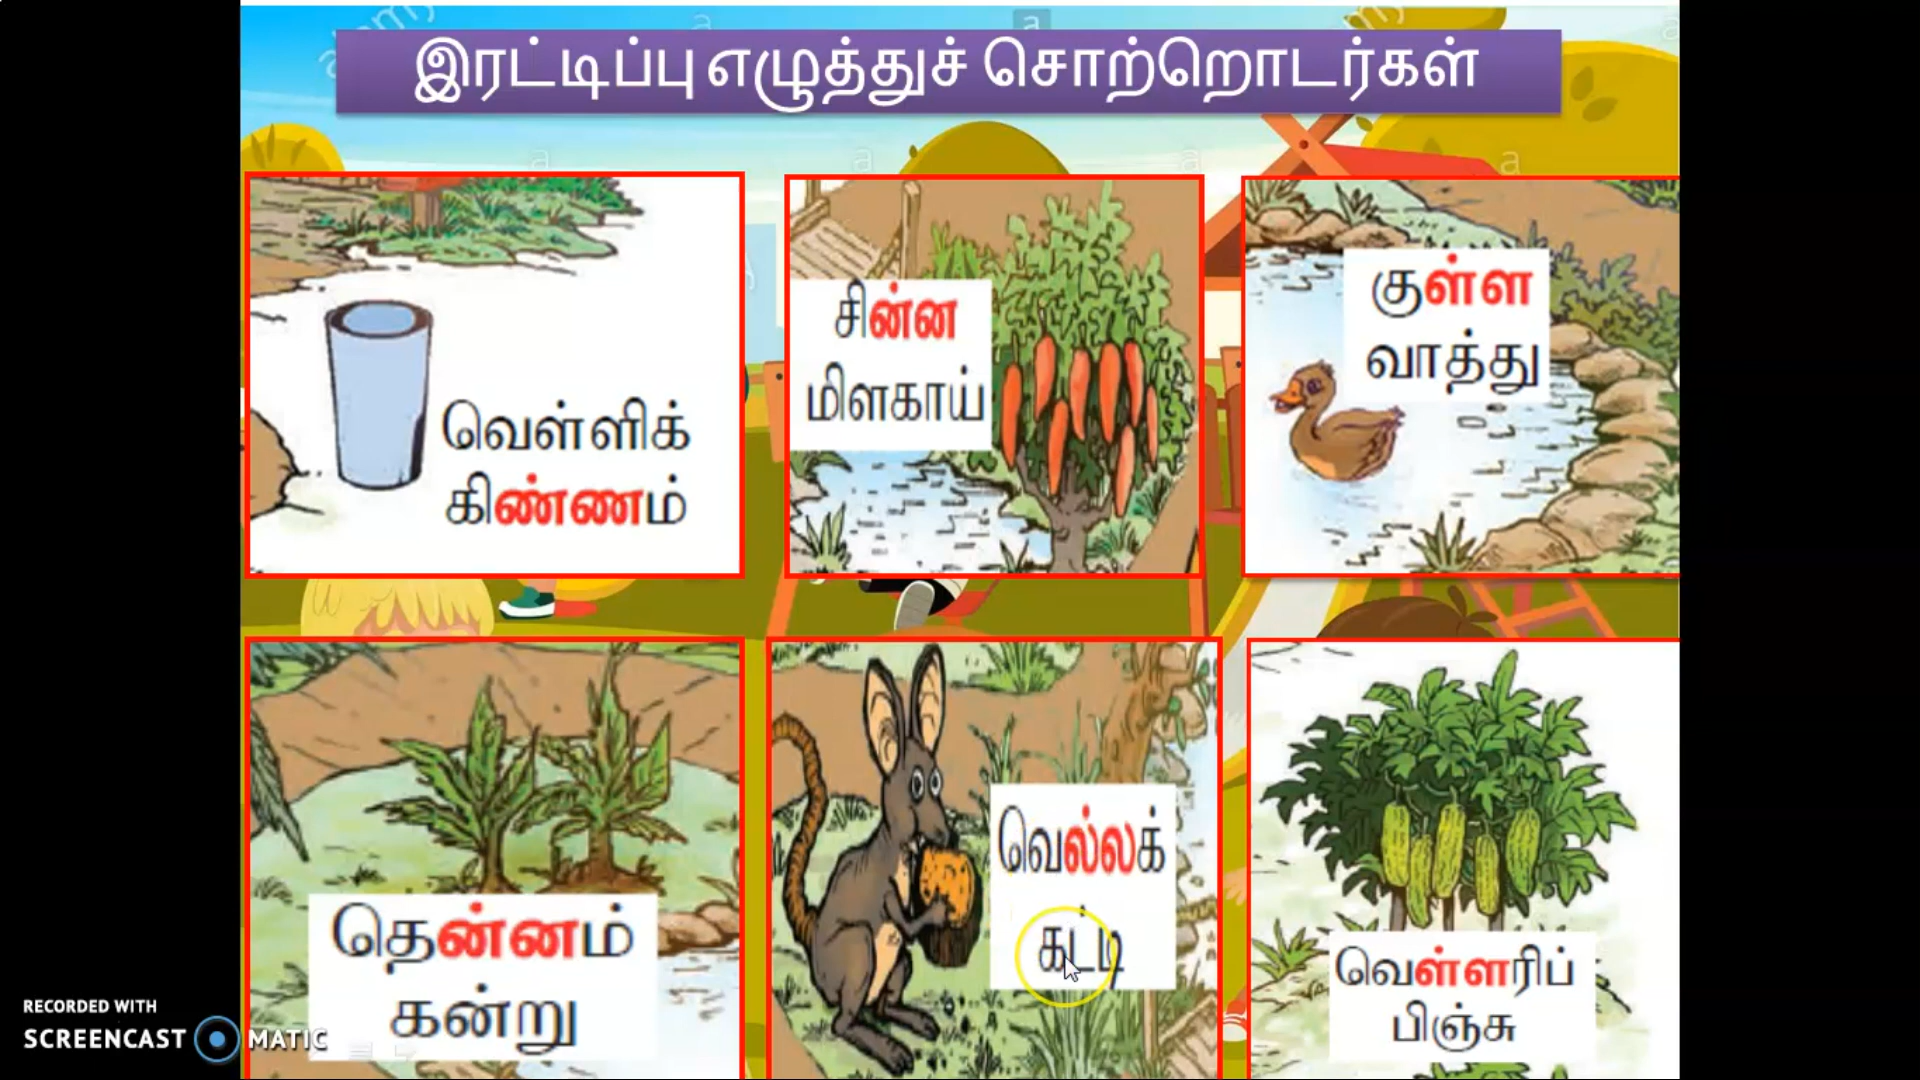 இரட்டிப்பு எழுத்துச் சொற்றொடர்கள்
வெள்ளிக்
கிண்ணம்
சின்ன
மிளகாய்
குள்ள
வாத்து
தென்னம்
கன்று
வெல்லக்
கட்டி
வெள்ளரிப்
பிஞ்சு
RECORDED WITH
SCREENCAST MATIC